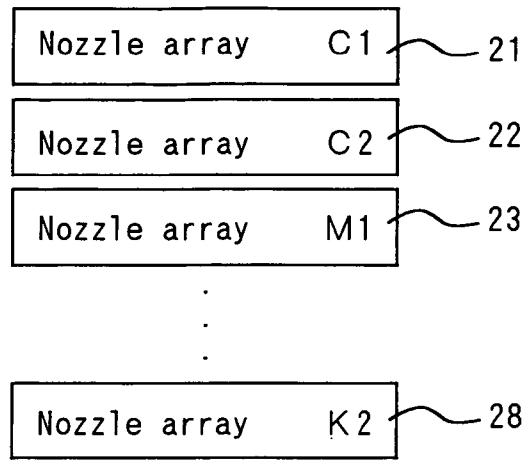 Nozzle array C1 21
Nozzle array C2 22
Nozzle array M1 23
.
.
.
Nozzle array K2 28